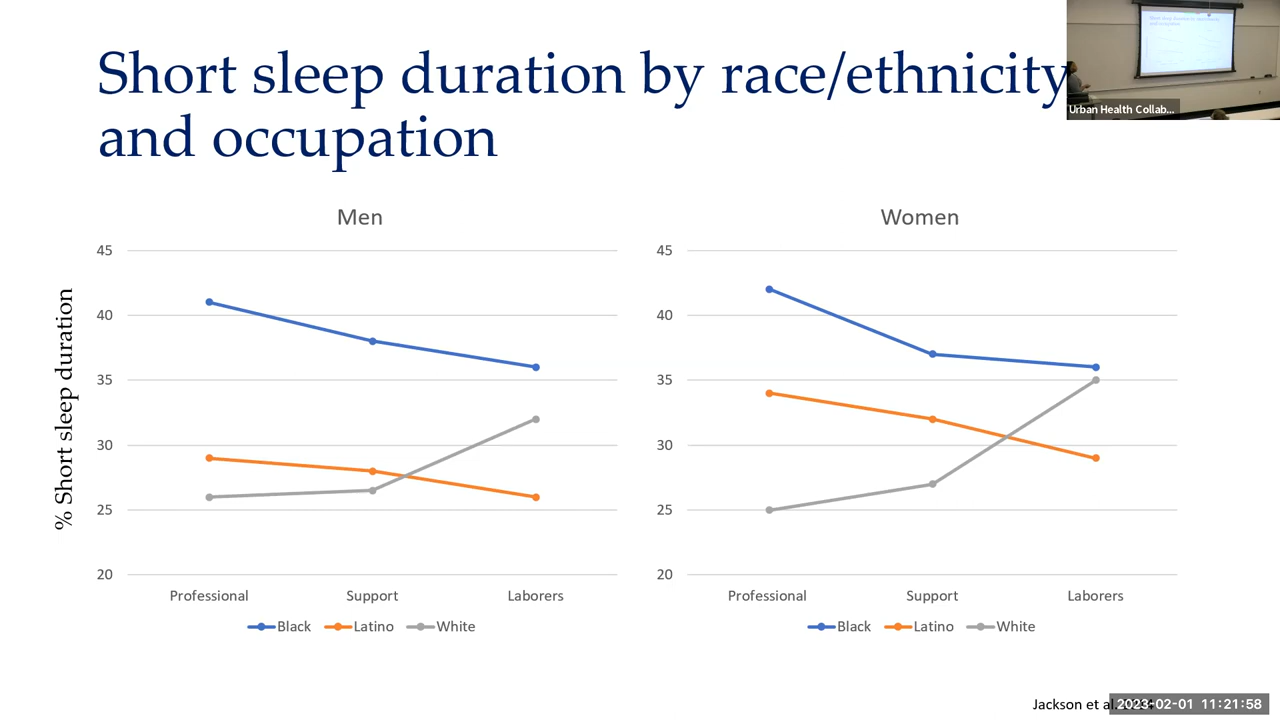 Short sleep duration by race/ethnicity
and occupation
Urban Health Collab...
Men
Women
% Short sleep duration
45
40
35
30
25
20
Professional Support Laborers
Black Latino White
45
40
35
30
25
20
Professional Support Laborers
Black Latino White
Jackson et al.
2023-02-01 11:21:58